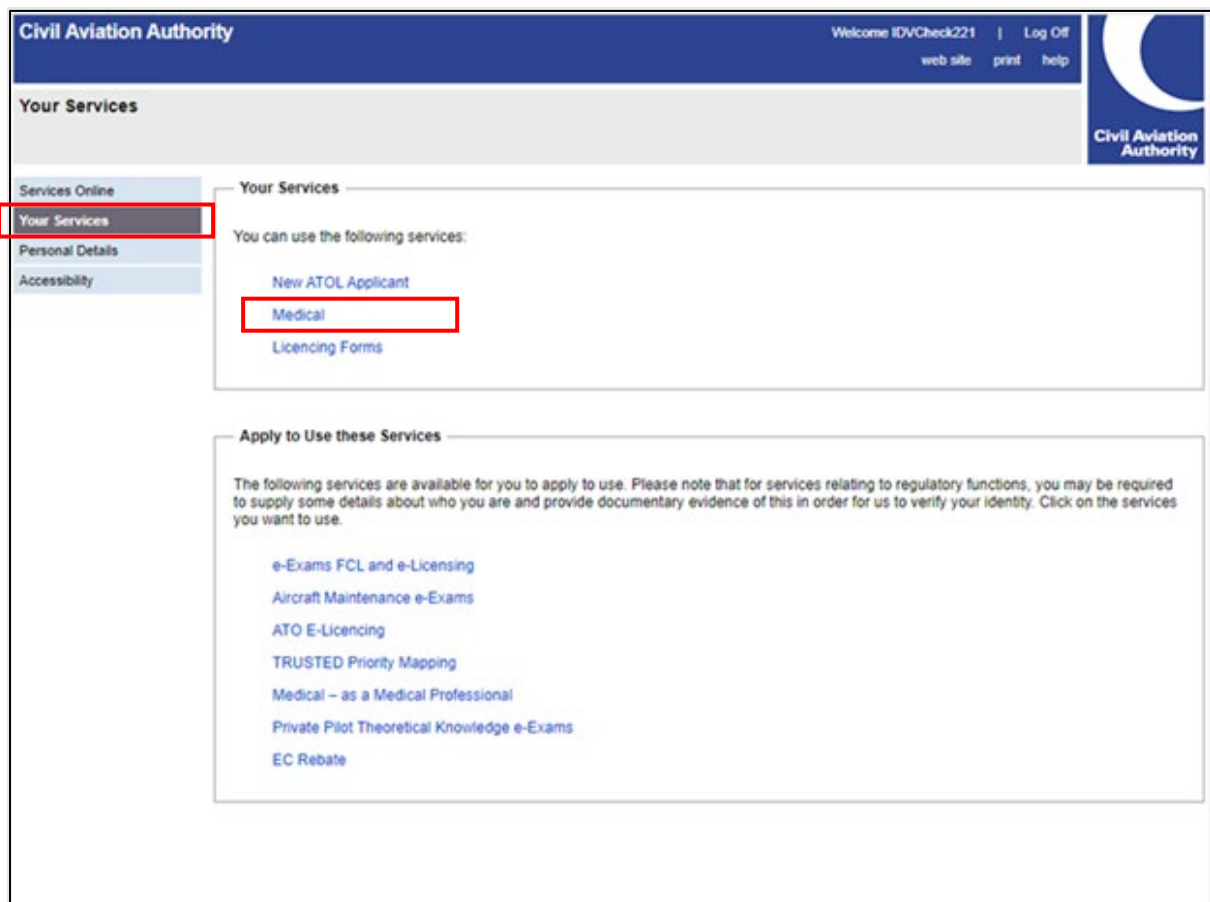 Civil Aviation Authority
Welcome IDVCheck221 | Log Off
web site print help
Your Services
Civil Aviation
Authority
Services Online
Your Services
Personal Details
Accessibility
Your Services
You can use the following services:
New ATOL Applicant
Medical
Licencing Forms
Apply to Use these Services
The following services are available for you to apply to use. Please note that for services relating to regulatory functions, you may be required
to supply some details about who you are and provide documentary evidence of this in order for us to verify your identity. Click on the services
you want to use.
e-Exams FCL and e-Licensing
Aircraft Maintenance e-Exams
ATO E-Licencing
TRUSTED Priority Mapping
Medical – as a Medical Professional
Private Pilot Theoretical Knowledge e-Exams
EC Rebate